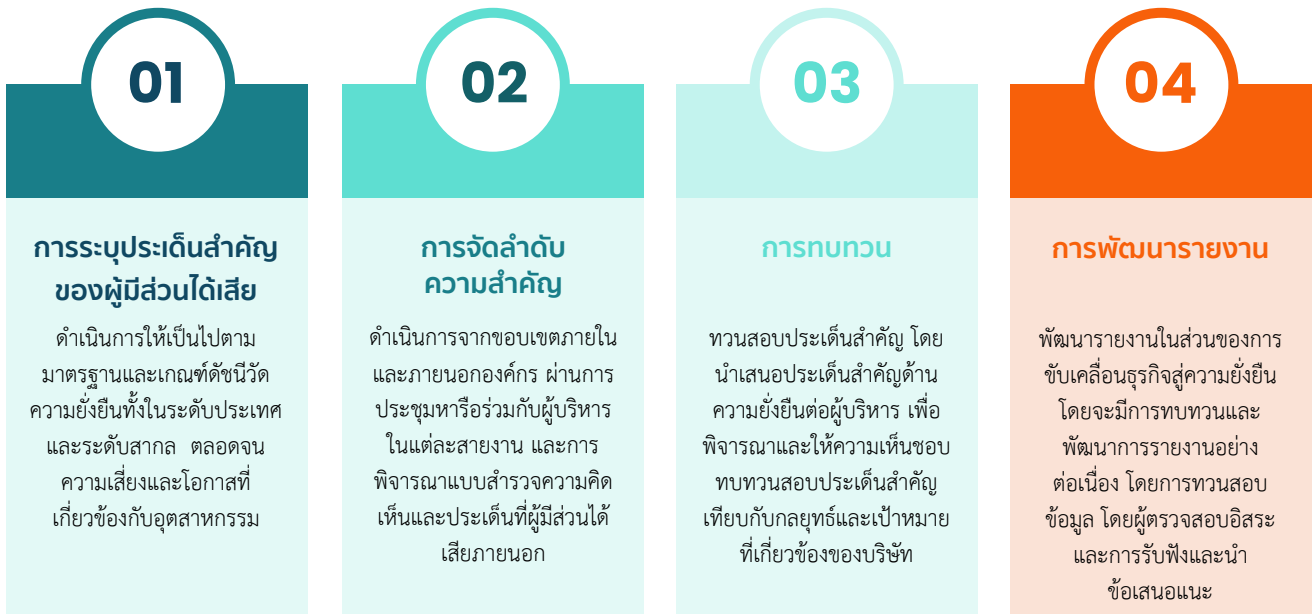 01
การระบุประเด็นสำคัญ
ของผู้มีส่วนได้เสีย
ดำเนินการให้เป็นไปตาม
มาตรฐานและเกณฑ์ดัชนีวัด
ความยั่งยืนทั้งในระดับประเทศ
และระดับสากล ตลอดจน
ความเสี่ยงและโอกาสที่
เกี่ยวข้องกับอุตสาหกรรม
02
การจัดลำดับ
ความสำคัญ
ดำเนินการจากขอบเขตภายใน
และภายนอกองค์กร ผ่านการ
ประชุมหารือร่วมกับผู้บริหาร
ในแต่ละสายงาน และการ
พิจารณาแบบสำรวจความคิด
เห็นและประเด็นที่ผู้มีส่วนได้
เสียภายนอก
03
การทบทวน
ทวนสอบประเด็นสำคัญ โดย
นำเสนอประเด็นสำคัญด้าน
ความยั่งยืนต่อผู้บริหาร เพื่อ
พิจารณาและให้ความเห็นชอบ
ทบทวนสอบประเด็นสำคัญ
เทียบกับกลยุทธ์และเป้าหมาย
ที่เกี่ยวข้องของบริษัท
04
การพัฒนารายงาน
พัฒนารายงานในส่วนของการ
ขับเคลื่อนธุรกิจสู่ความยั่งยืน
โดยจะมีการทบทวนและ
พัฒนาการรายงานอย่าง
ต่อเนื่อง โดยการทวนสอบ
ข้อมูล โดยผู้ตรวจสอบอิสระ
และการรับฟังและนำ
ข้อเสนอแนะ